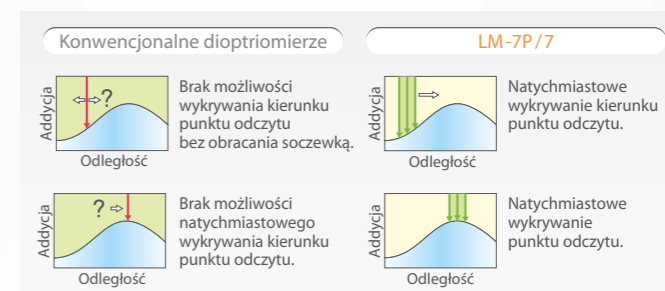 Konwencjonalne dioptriomierze
LM-7P/7
Addycja
?
Odległość
Brak możliwości
wykrywania kierunku
punktu odczytu
bez obracania soczewką.
Addycja
Odległość
Natychmiastowe
wykrywanie kierunku
punktu odczytu.
Addycja
?
Odległość
Brak możliwości
natychmiastowego
wykrywania kierunku
punktu odczytu.
Addycja
Odległość
Natychmiastowe
wykrywanie
punktu odczytu.